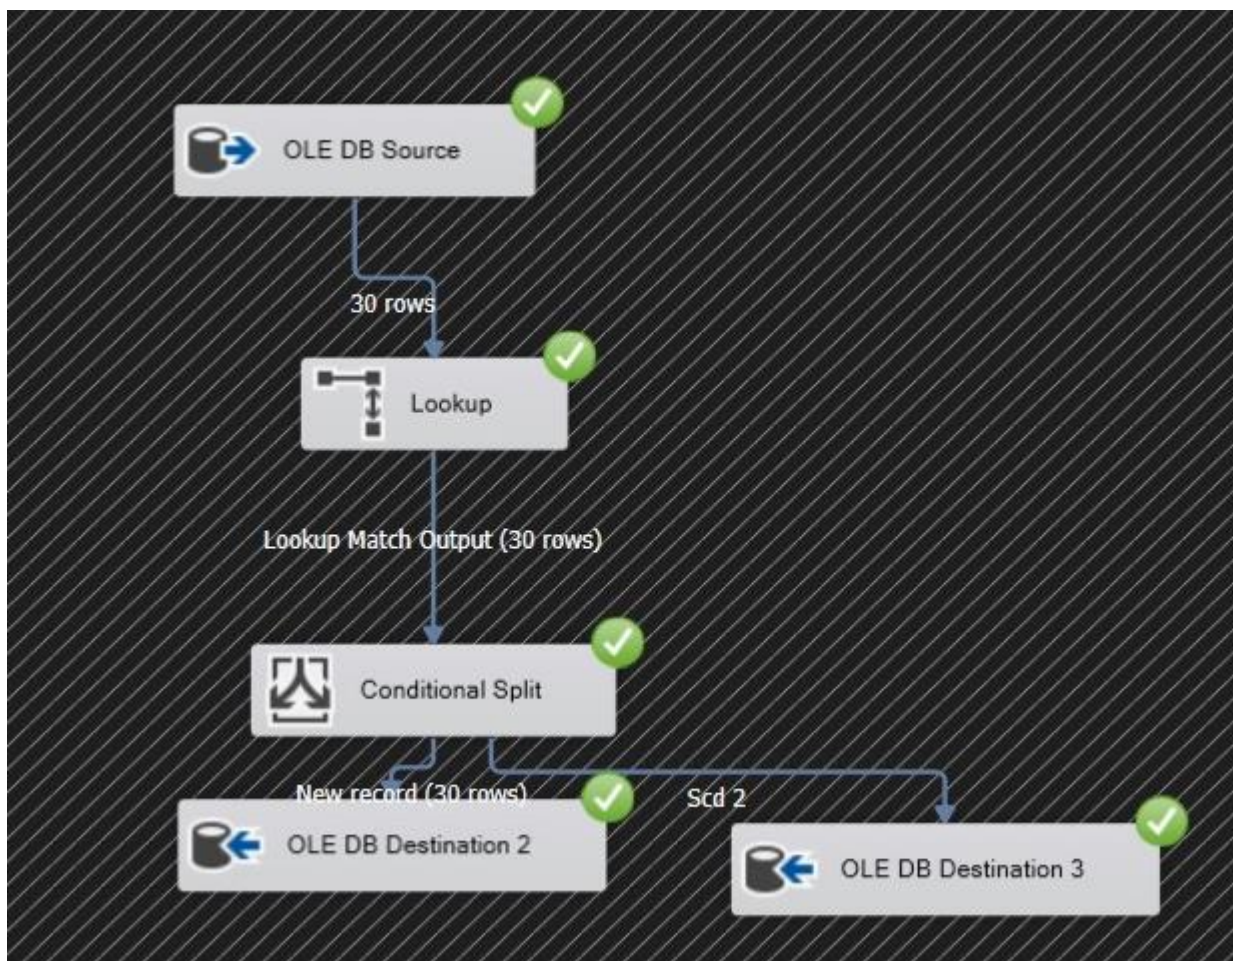 OLE DB Source
30 rows
Lookup
Lookup Match Output (30 rows)
Conditional Split
New record (30 rows)
Scd 2
OLE DB Destination 2
OLE DB Destination 3